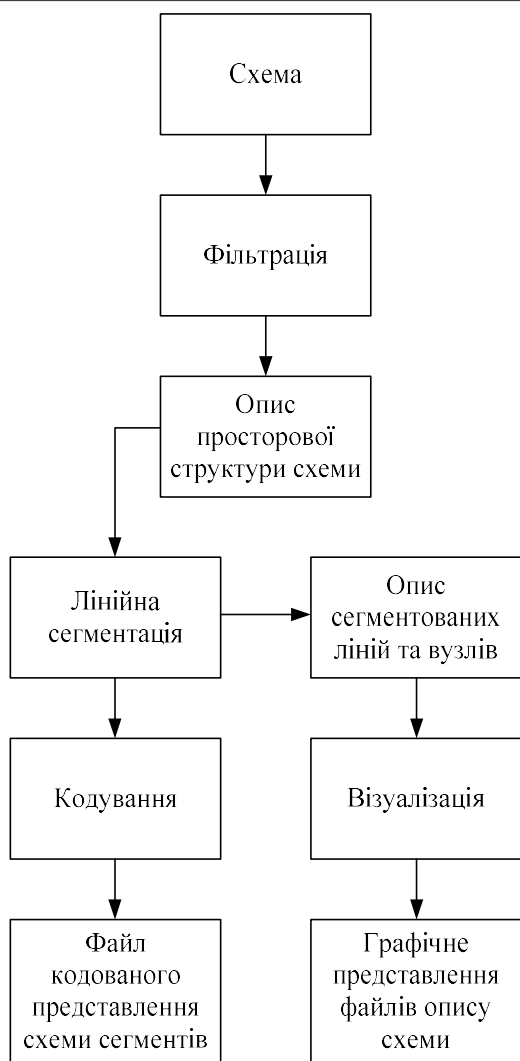 Схема
Фільтрація
Опис
просторової
структури схеми
Лінійна
сегментація
Опис
сегментованих
ліній та вузлів
Кодування
Візуалізація
Файл
кодованого
представлення
схеми сегментів
Графічне
представлення
файлів опису
схеми